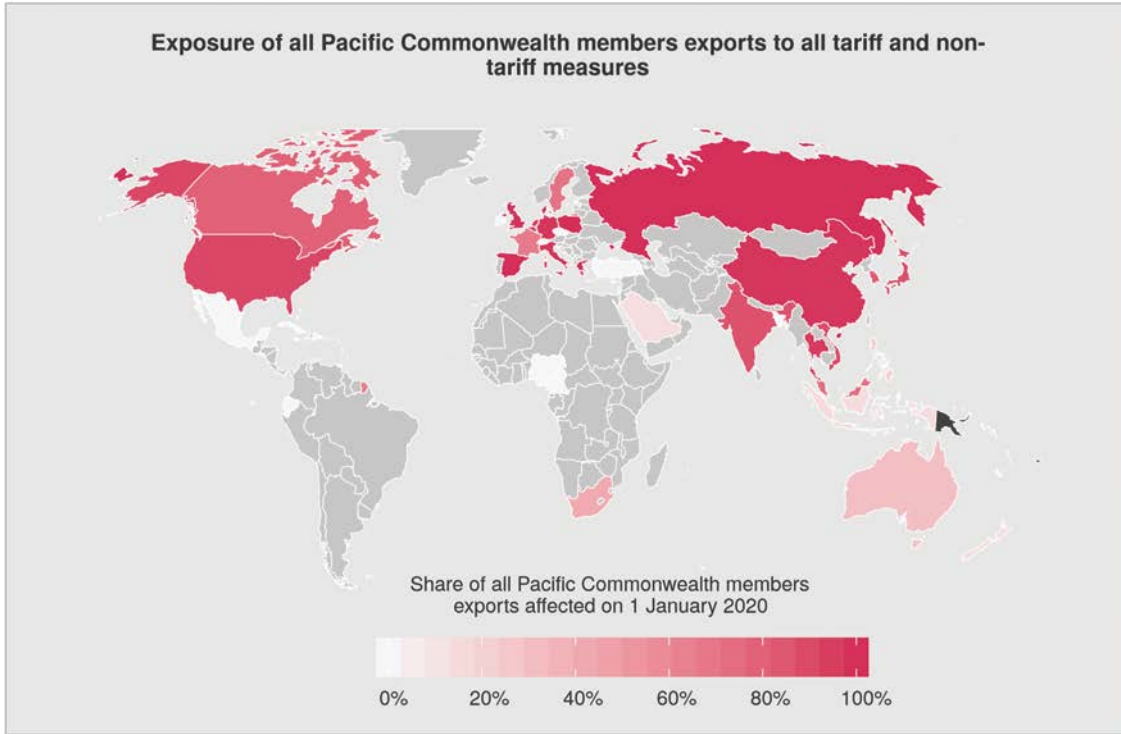 Exposure of all Pacific Commonwealth members exports to all tariff and non-
tariff measures
Share of all Pacific Commonwealth members
exports affected on 1 January 2020
0% 20% 40% 60% 80% 100%